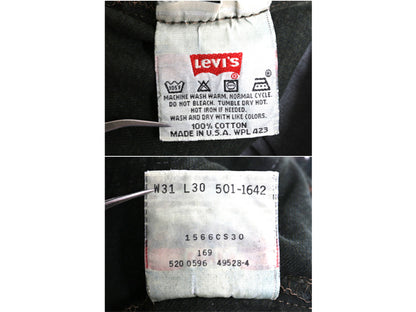 LEVI'S
105F
MACHINE WASH WARM, NORMAL CYCLE.
DO NOT BLEACH. TUMBLE DRY HOT.
HOT IRON IF NEEDED.
WASH AND DRY WITH LIKE COLORS.
100% COTTON
MADE IN U.S.A. WPL 423
W31 L30 501-1642
1566CS30
169
520 0596 49528-4